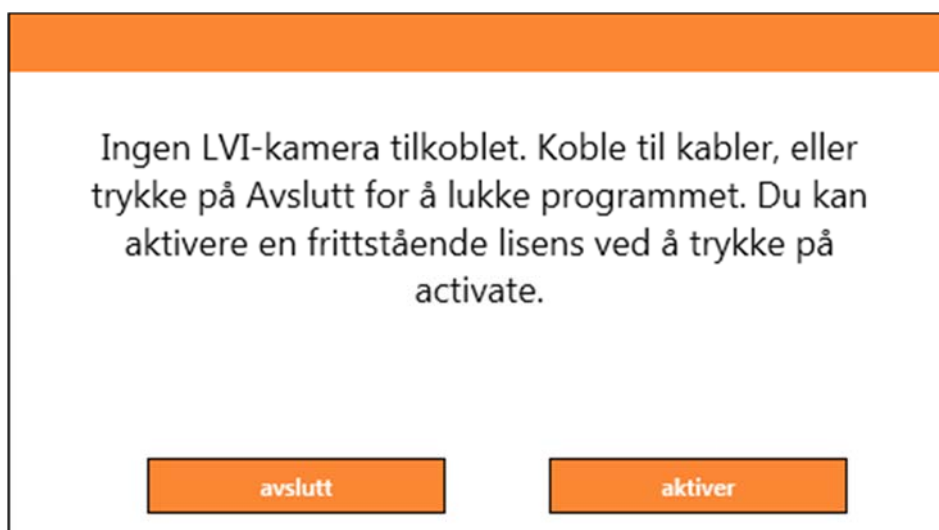 Ingen LVI-kamera tilkoblet. Koble til kabler, eller
trykke på Avslutt for å lukke programmet. Du kan
aktivere en frittstående lisens ved å trykke på
activate.
avslutt
aktiver